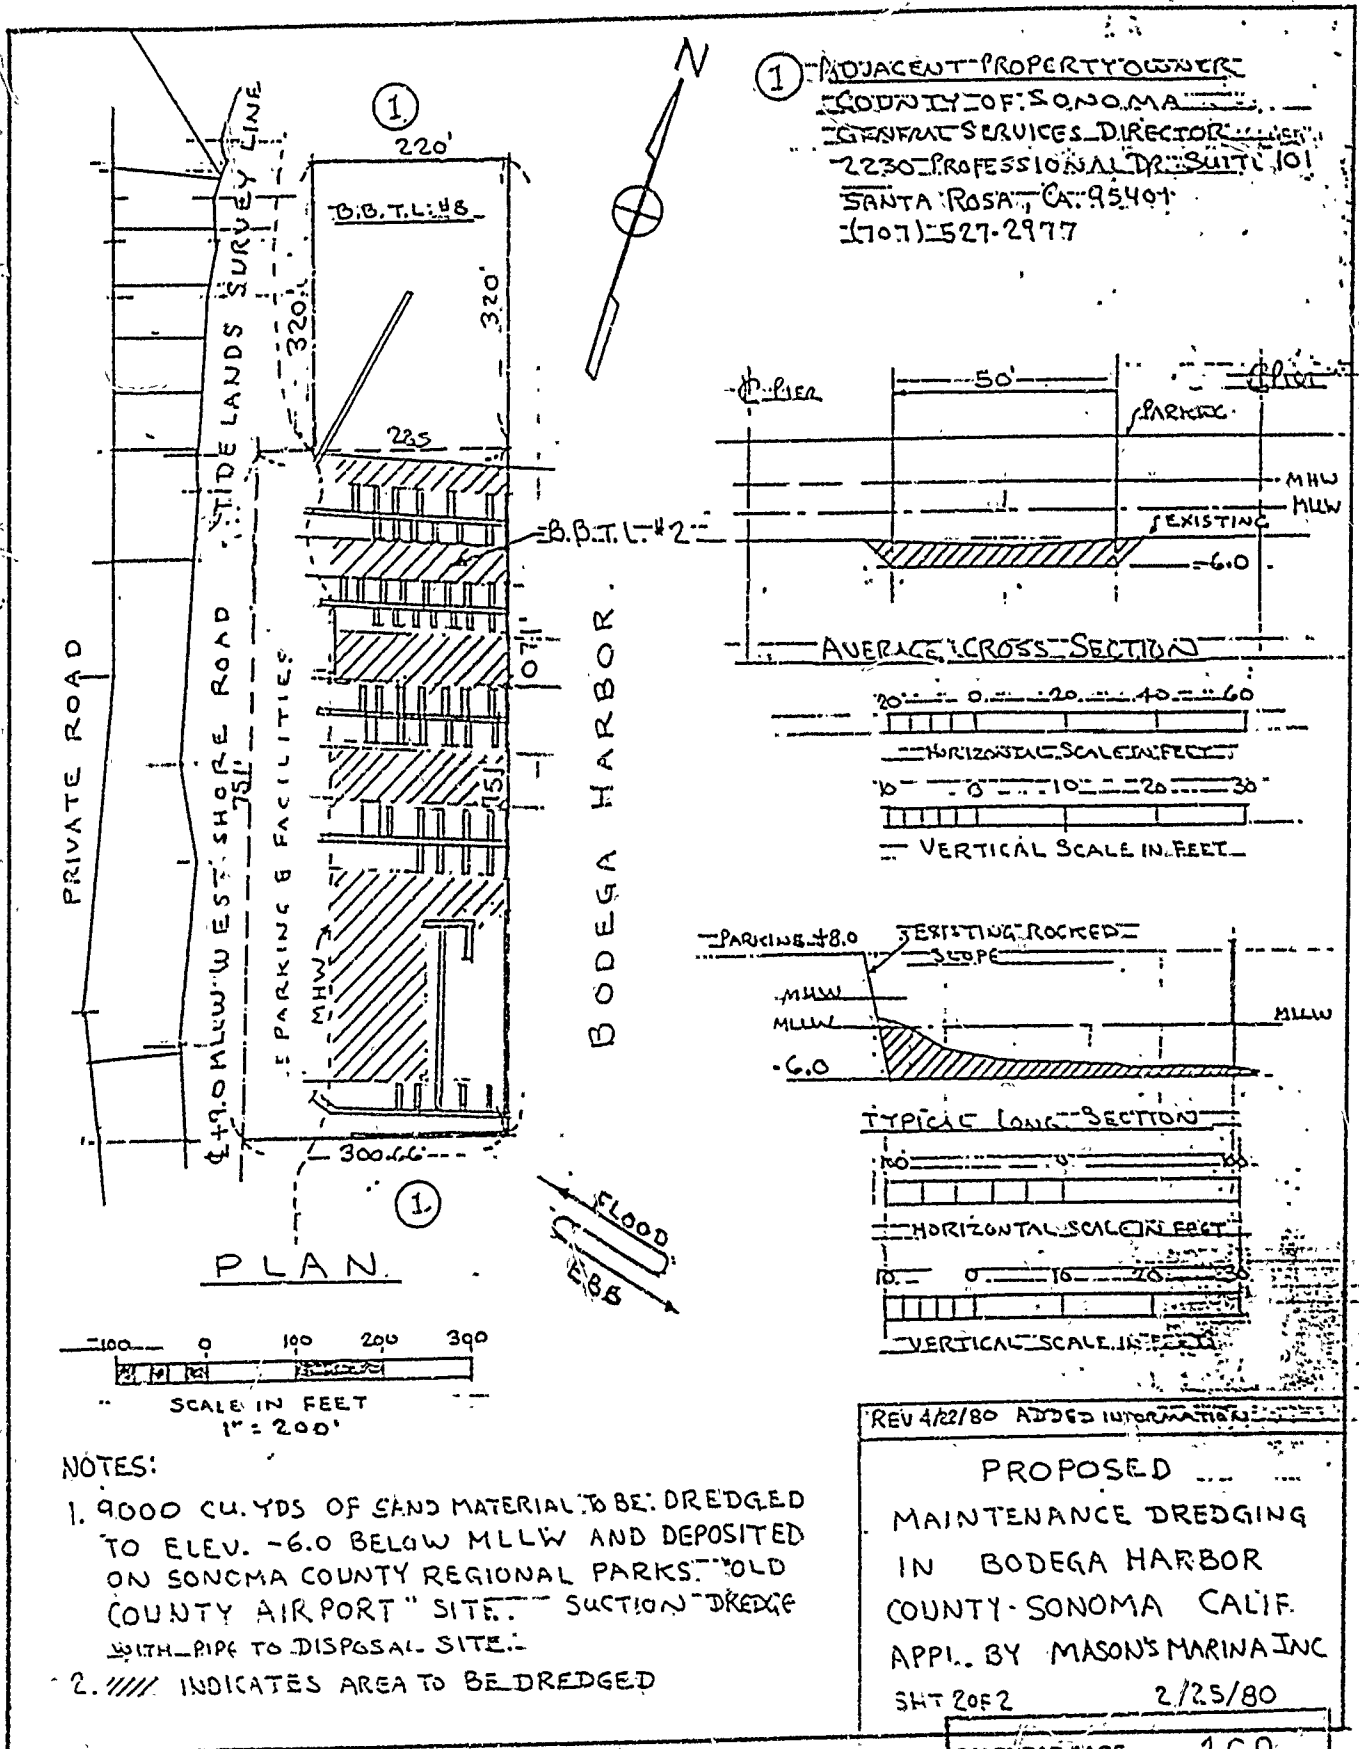 N
1
220'
B.B.T.L. #8
320'
320'
TIDE LANDS SURVEY LINE
225
B.B.T.L. #2
PRIVATE ROAD
℄ +9.0 MLLW WEST SHORE ROAD
751'
PARKING & FACILITIES
MHW
751
BODEGA HARBOR.
300.66
1
FLOOD
EBB
PLAN
100 0 100 200 300
SCALE IN FEET
1" = 200'
NOTES:
1. 9000 CU. YDS OF SAND MATERIAL TO BE DREDGED
TO ELEV. -6.0 BELOW MLLW AND DEPOSITED
ON SONOMA COUNTY REGIONAL PARKS "OLD
COUNTY AIRPORT" SITE. SUCTION DREDGE
WITH PIPE TO DISPOSAL SITE.
2. //// INDICATES AREA TO BE DREDGED
1 ADJACENT PROPERTY OWNER
COUNTY OF SONOMA
GENERAL SERVICES DIRECTOR
2230 PROFESSIONAL DR. SUITE 101
SANTA ROSA, CA. 95401
(707) 527-2977
℄ PIER
50'
℄ PIER
PARKING
MHW
MLLW
EXISTING
-6.0
AVERAGE CROSS SECTION
20 0 20 40 60
HORIZONTAL SCALE IN FEET
10 0 10 20 30
VERTICAL SCALE IN FEET
PARKING +8.0
EXISTING ROCKED
SLOPE
MHW
MLLW
MLLW
-6.0
TYPICAL LONG SECTION
100 0 100
HORIZONTAL SCALE IN FEET
10 0 10 20 30
VERTICAL SCALE IN FEET
REV 4/22/80 ADDED INFORMATION
PROPOSED
MAINTENANCE DREDGING
IN BODEGA HARBOR
COUNTY-SONOMA CALIF.
APPL. BY MASON'S MARINA INC
SHT 2 OF 2 2/25/80